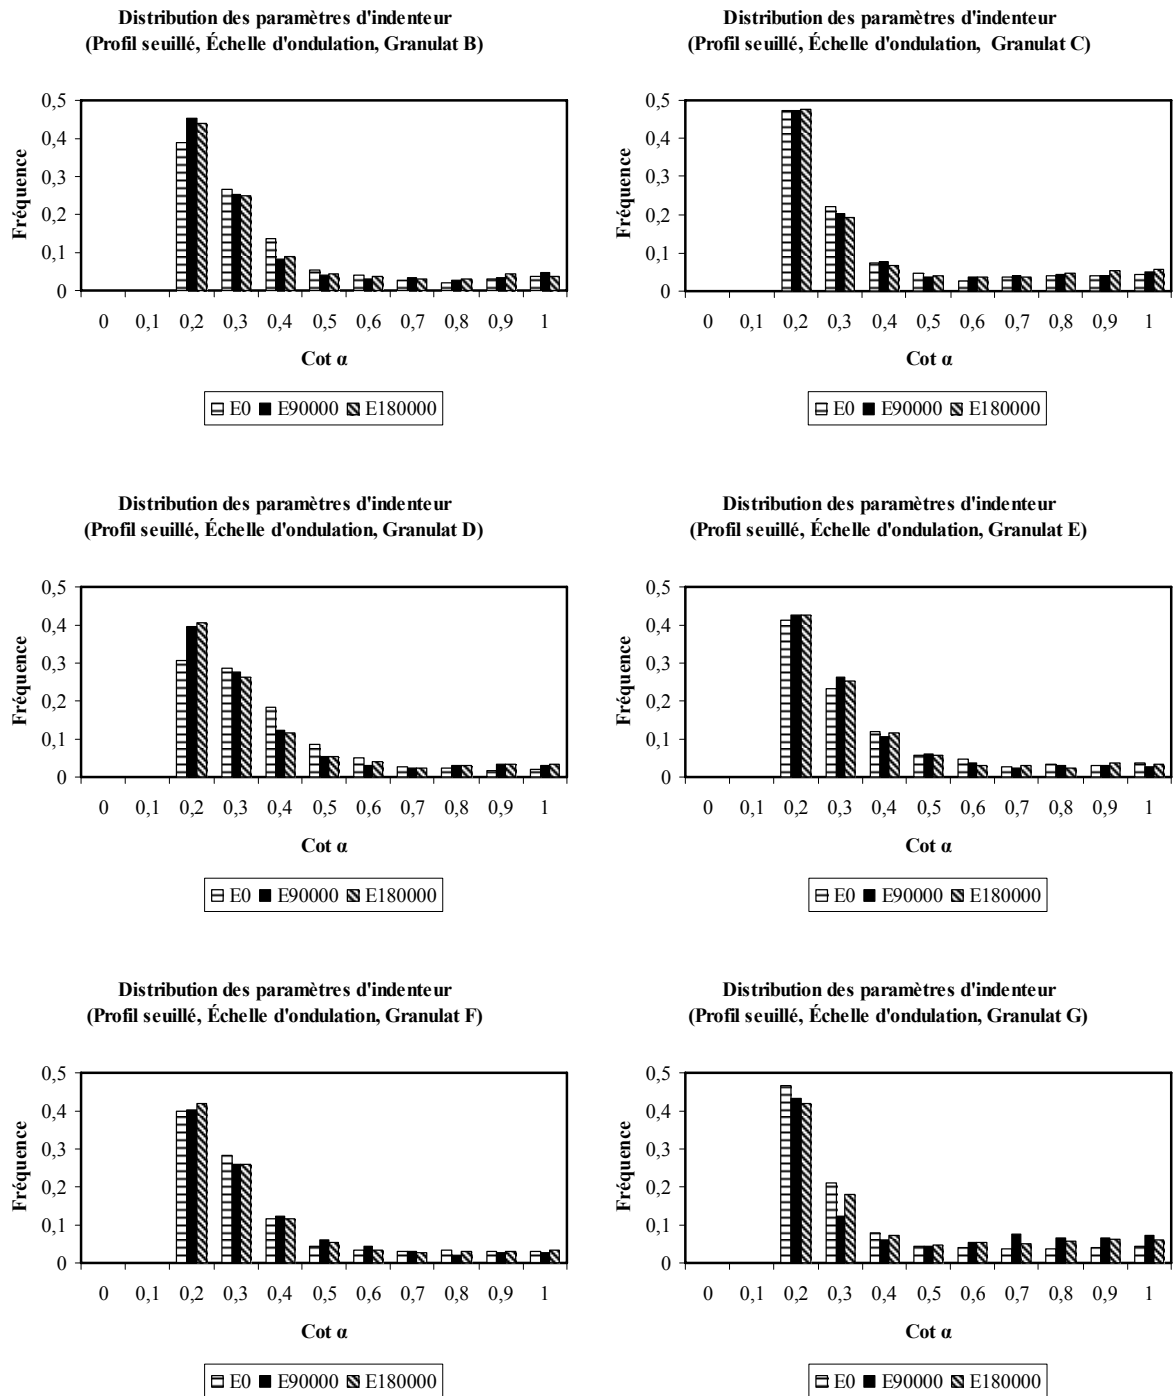 Distribution des paramètres d'indenteur
(Profil seuillé, Échelle d'ondulation, Granulat B)
0,5
0,4
0,3
0,2
0,1
0
Fréquence
0 0,1 0,2 0,3 0,4 0,5 0,6 0,7 0,8 0,9 1
Cot α
E0 E90000 E180000
Distribution des paramètres d'indenteur
(Profil seuillé, Échelle d'ondulation, Granulat C)
0,5
0,4
0,3
0,2
0,1
0
Fréquence
0 0,1 0,2 0,3 0,4 0,5 0,6 0,7 0,8 0,9 1
Cot α
E0 E90000 E180000
Distribution des paramètres d'indenteur
(Profil seuillé, Échelle d'ondulation, Granulat D)
0,5
0,4
0,3
0,2
0,1
0
Fréquence
0 0,1 0,2 0,3 0,4 0,5 0,6 0,7 0,8 0,9 1
Cot α
E0 E90000 E180000
Distribution des paramètres d'indenteur
(Profil seuillé, Échelle d'ondulation, Granulat E)
0,5
0,4
0,3
0,2
0,1
0
Fréquence
0 0,1 0,2 0,3 0,4 0,5 0,6 0,7 0,8 0,9 1
Cot α
E0 E90000 E180000
Distribution des paramètres d'indenteur
(Profil seuillé, Échelle d'ondulation, Granulat F)
0,5
0,4
0,3
0,2
0,1
0
Fréquence
0 0,1 0,2 0,3 0,4 0,5 0,6 0,7 0,8 0,9 1
Cot α
E0 E90000 E180000
Distribution des paramètres d'indenteur
(Profil seuillé, Échelle d'ondulation, Granulat G)
0,5
0,4
0,3
0,2
0,1
0
Fréquence
0 0,1 0,2 0,3 0,4 0,5 0,6 0,7 0,8 0,9 1
Cot α
E0 E90000 E180000